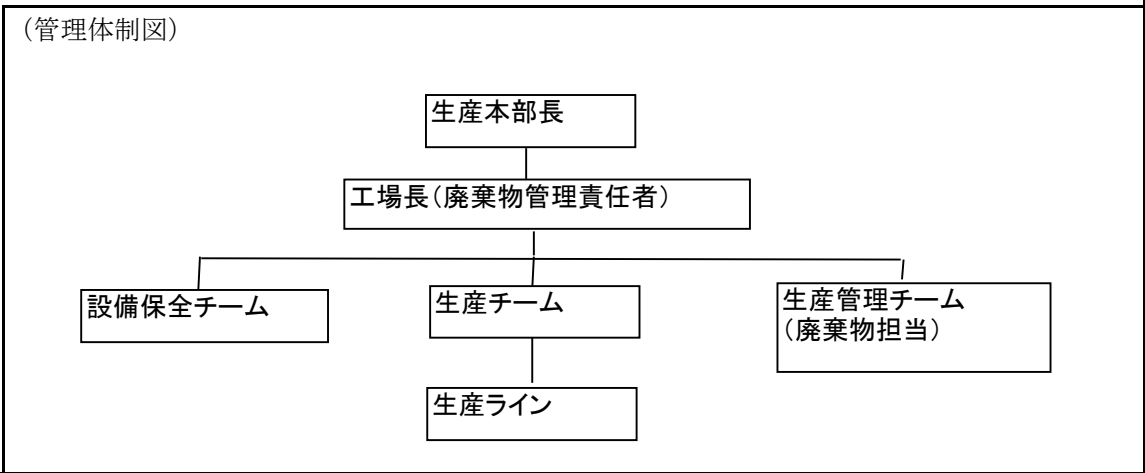 （管理体制図）
生産本部長
工場長（廃棄物管理責任者）
設備保全チーム
生産チーム
生産管理チーム
（廃棄物担当）
生産ライン